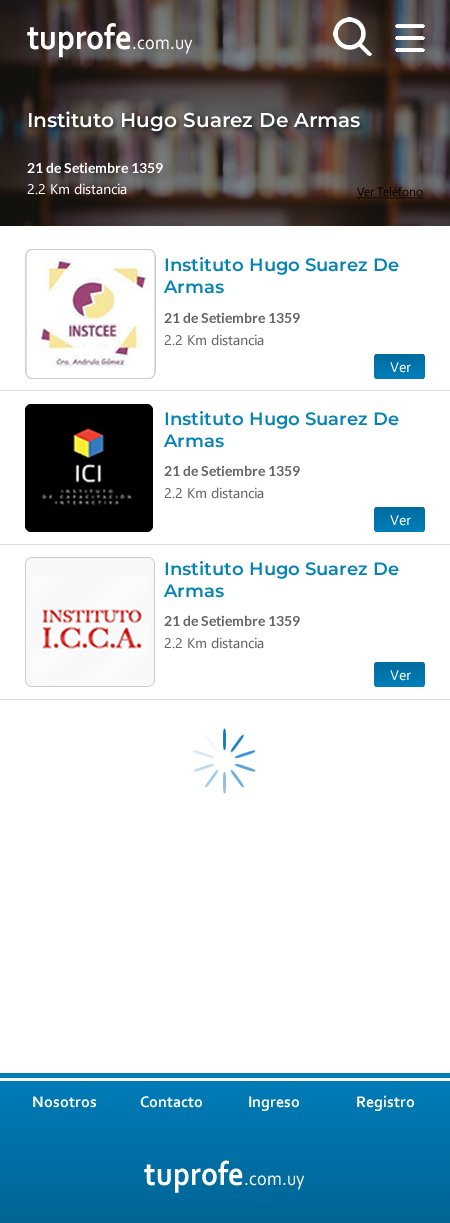 tuprofe.com.uy
Instituto Hugo Suarez De Armas
21 de Setiembre 1359
2.2 Km distancia
Ver Teléfono
INSTCEE
Cra. Andrula Gómez
Instituto Hugo Suarez De
Armas
21 de Setiembre 1359
2.2 Km distancia
Ver
ICI
INSTITUTO
DE CAPACITACIÓN
INTERACTIVA
Instituto Hugo Suarez De
Armas
21 de Setiembre 1359
2.2 Km distancia
Ver
INSTITUTO
I.C.C.A.
Instituto Hugo Suarez De
Armas
21 de Setiembre 1359
2.2 Km distancia
Ver
Nosotros Contacto Ingreso Registro
tuprofe.com.uy